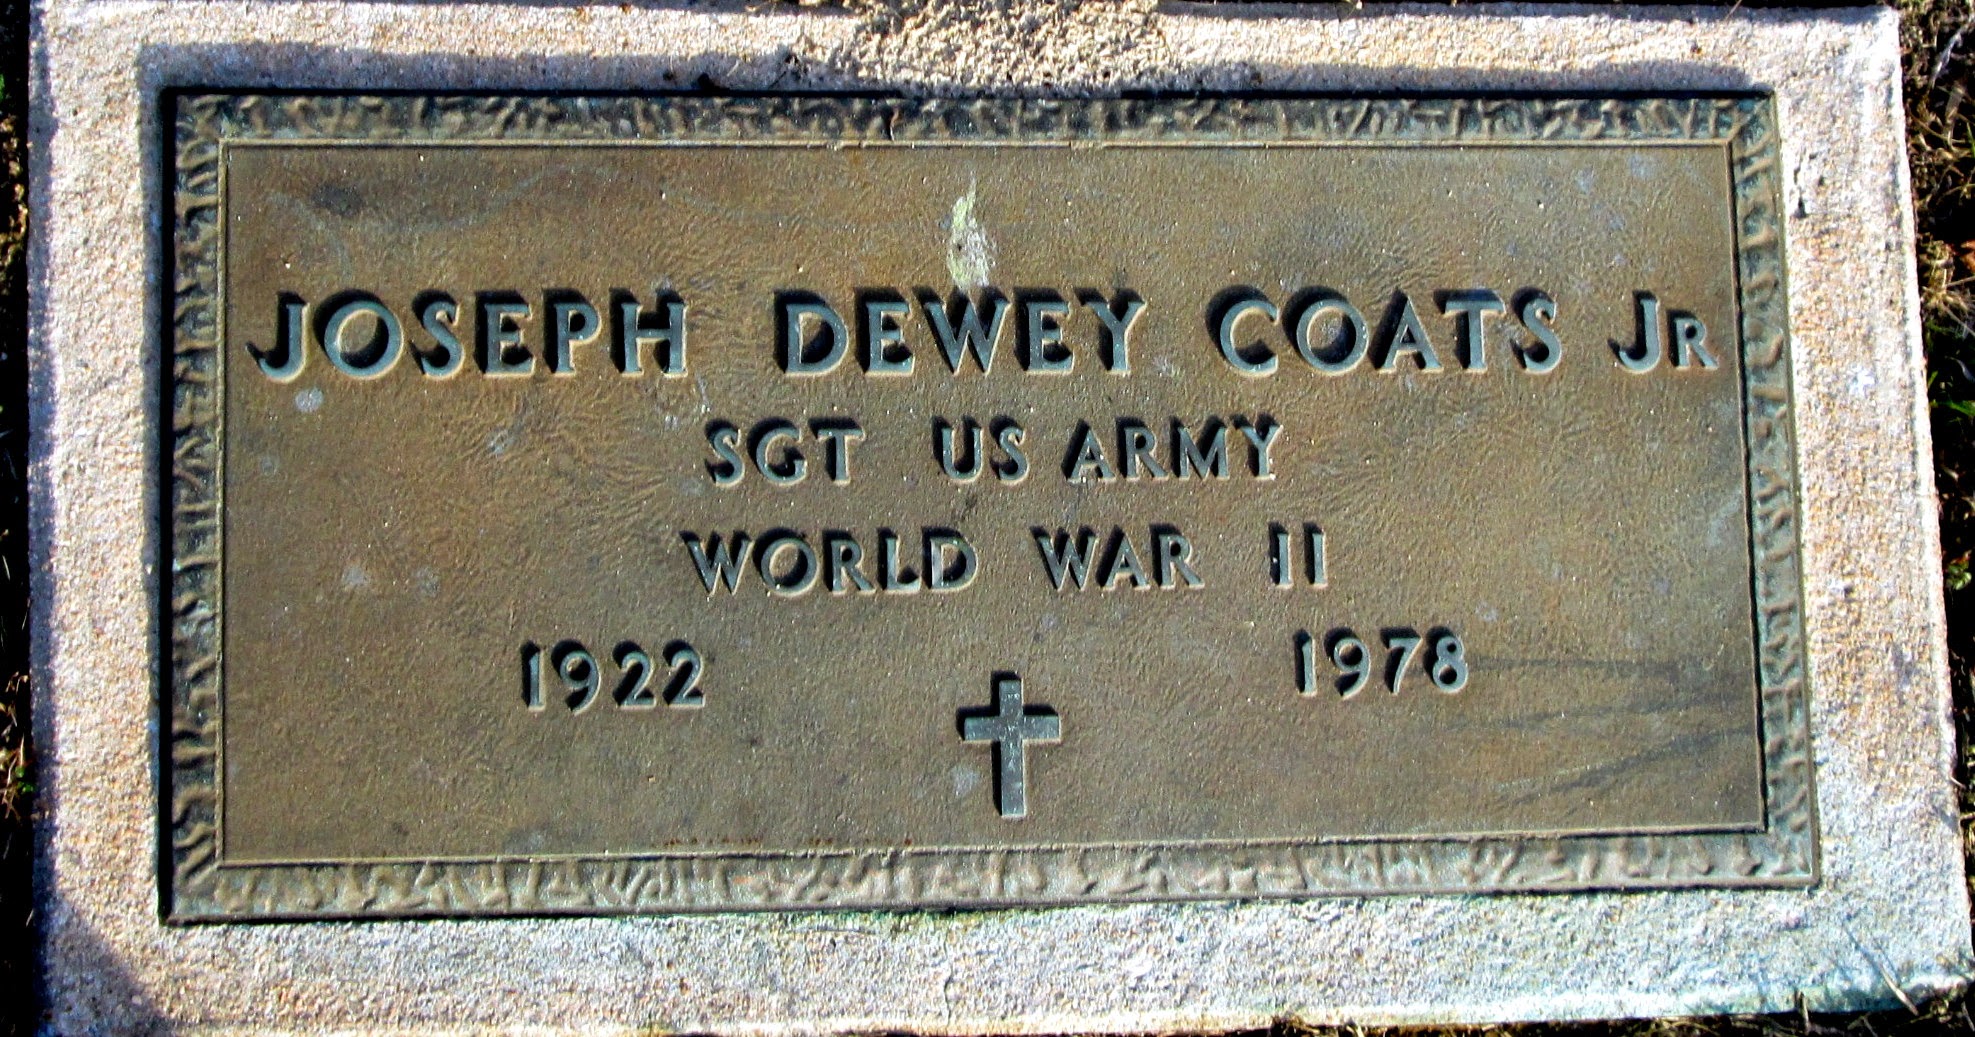 JOSEPH DEWEY COATS JR
SGT US ARMY
WORLD WAR II
1922 1978